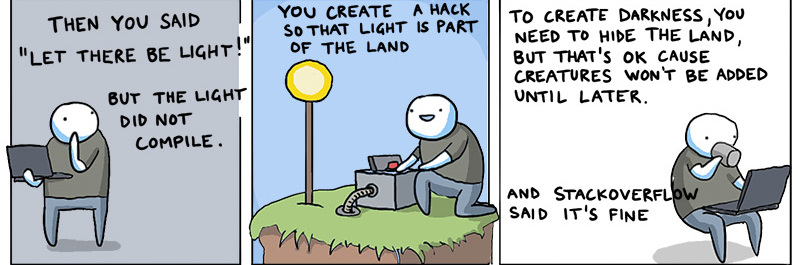 THEN YOU SAID
"LET THERE BE LIGHT!"
BUT THE LIGHT
DID NOT
COMPILE.
YOU CREATE A HACK
SO THAT LIGHT IS PART
OF THE LAND
TO CREATE DARKNESS, YOU
NEED TO HIDE THE LAND,
BUT THAT'S OK CAUSE
CREATURES WON'T BE ADDED
UNTIL LATER.
AND STACKOVERFLOW
SAID IT'S FINE